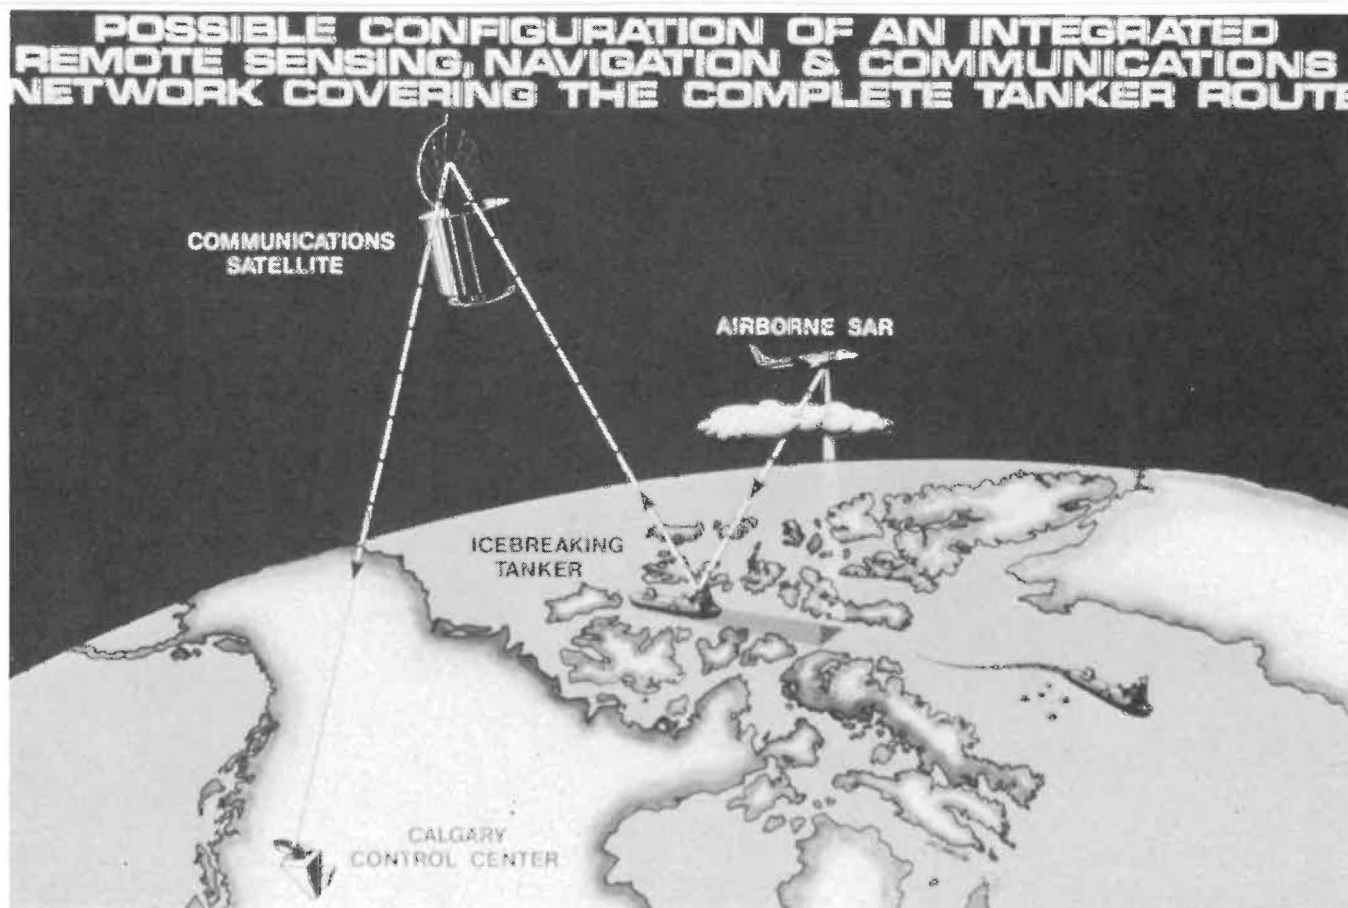 POSSIBLE CONFIGURATION OF AN INTEGRATED
REMOTE SENSING, NAVIGATION & COMMUNICATIONS
NETWORK COVERING THE COMPLETE TANKER ROUTE
COMMUNICATIONS
SATELLITE
AIRBORNE SAR
ICEBREAKING
TANKER
CALGARY
CONTROL CENTER